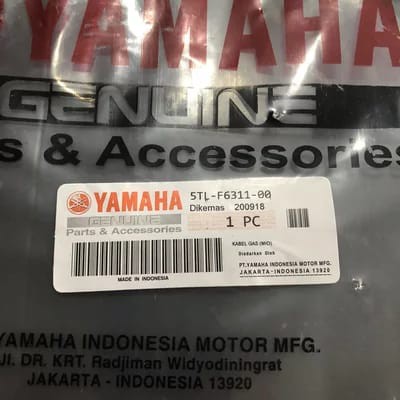 YAMAHA
GENUINE
s & Accessories
YAMAHA
GENUINE
Parts & Accessories
MADE IN INDONESIA
5TL-F6311-00
Dikemas 200918
1 PC
KABEL GAS (MIO)
Diedarkan Oleh
PT.YAMAHA INDONESIA MOTOR MFG.
JAKARTA-INDONESIA 13920
YAMAHA INDONESIA MOTOR MFG.
JI. DR. KRT. Radjiman Widyodiningrat
JAKARTA - INDONESIA 13920